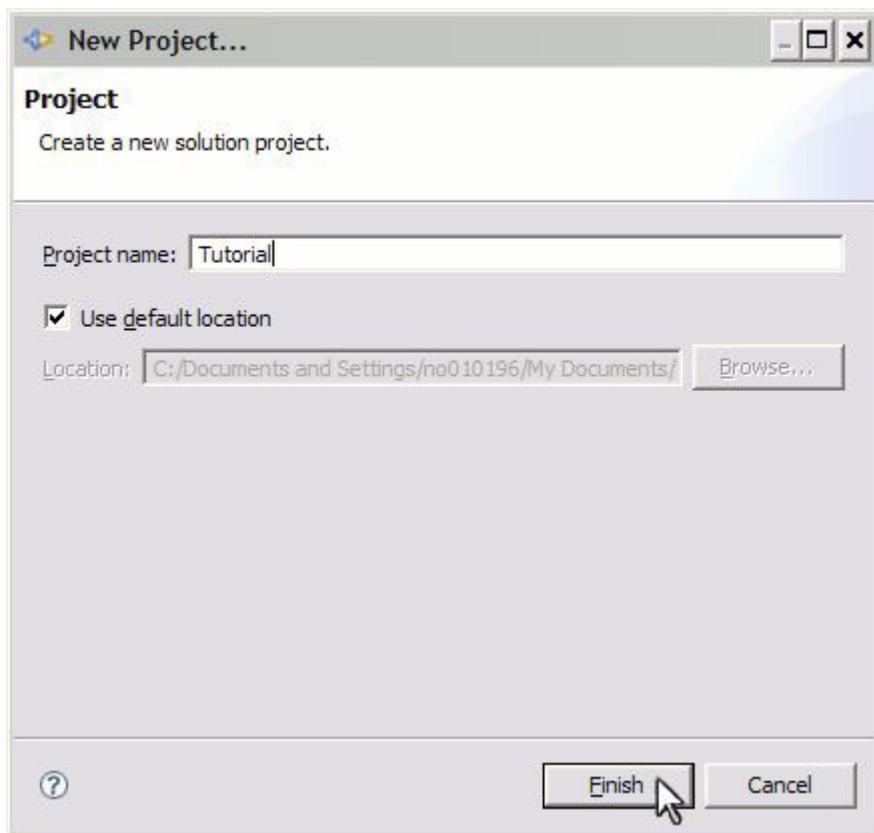 New Project...
Project
Create a new solution project.
Project name: Tutorial
Use default location
Location: C:/Documents and Settings/no010196/My Documents/ Browse...
Finish Cancel